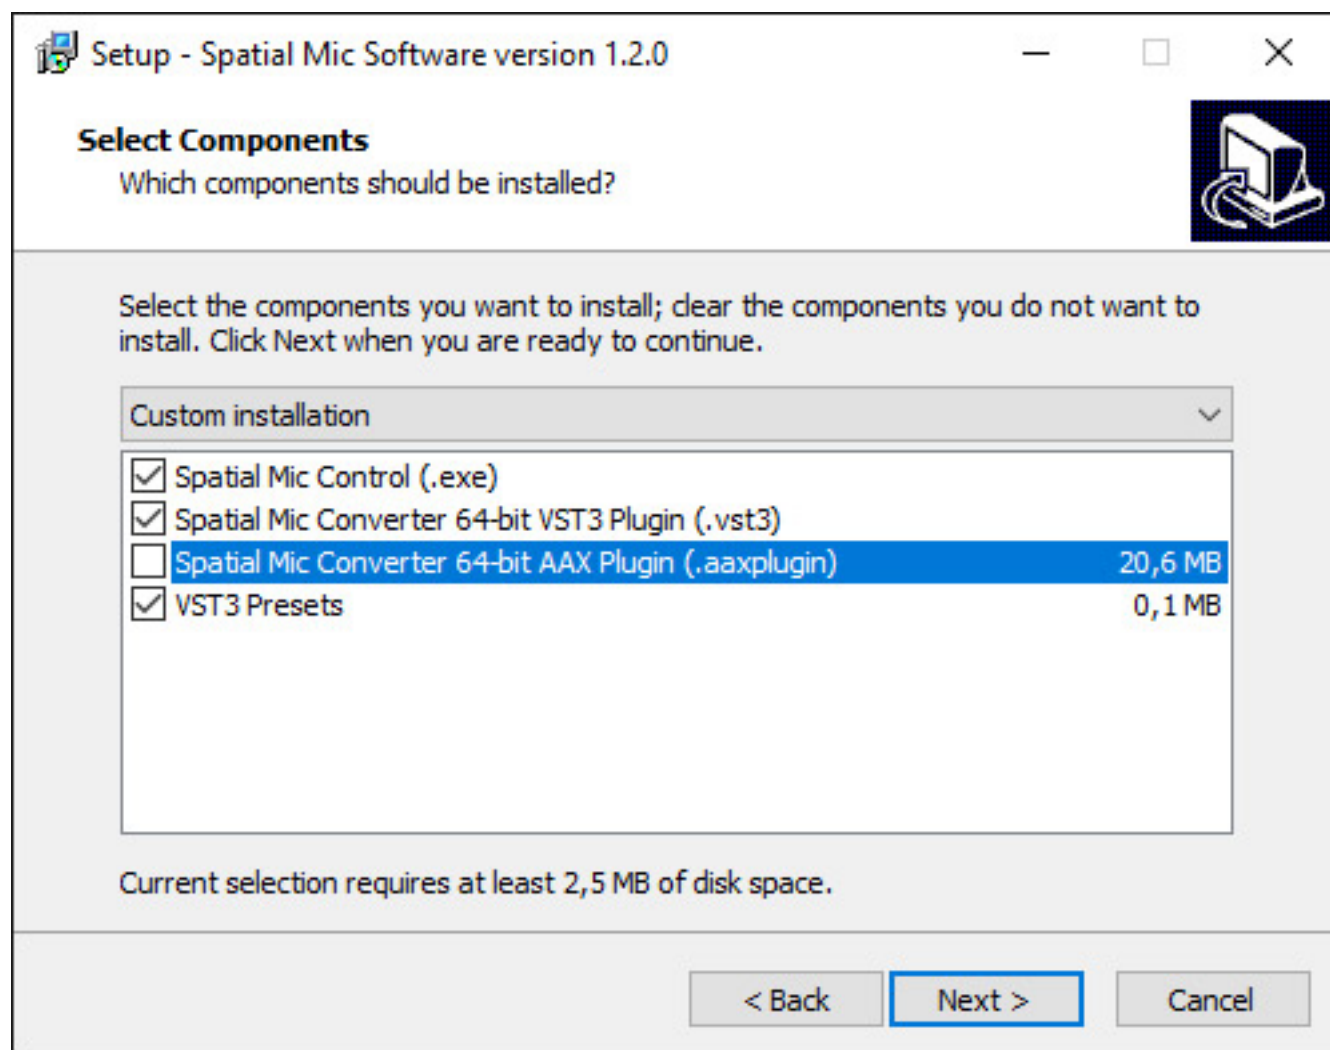 Setup - Spatial Mic Software version 1.2.0
Select Components
Which components should be installed?
Select the components you want to install; clear the components you do not want to
install. Click Next when you are ready to continue.
Custom installation
Spatial Mic Control (.exe)
Spatial Mic Converter 64-bit VST3 Plugin (.vst3)
Spatial Mic Converter 64-bit AAX Plugin (.aaxplugin) 20,6 MB
VST3 Presets 0,1 MB
Current selection requires at least 2,5 MB of disk space.
< Back Next > Cancel